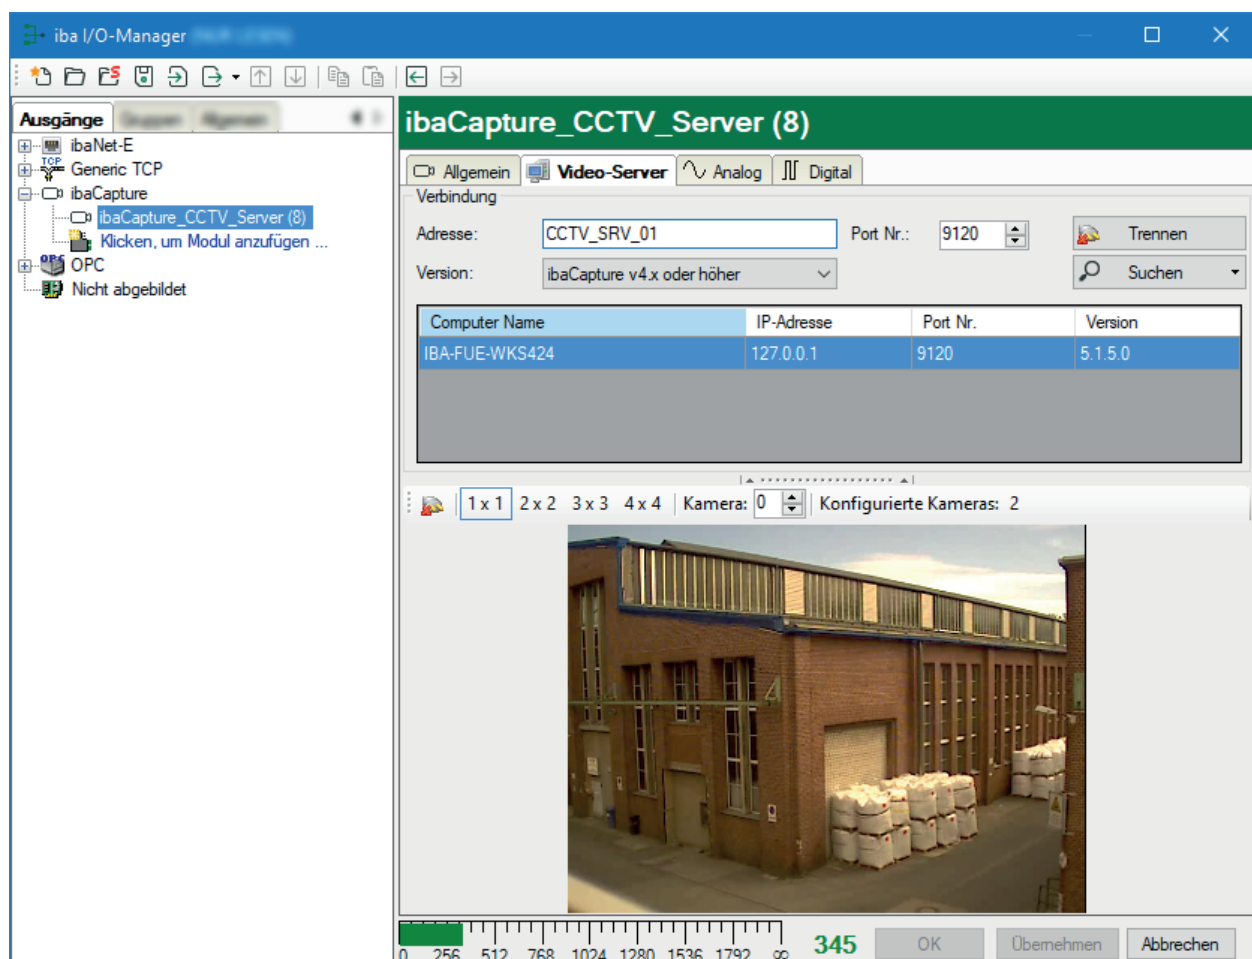 iba I/O-Manager
Ausgänge
ibaNet-E
TCP Generic TCP
ibaCapture
ibaCapture_CCTV_Server (8)
Klicken, um Modul anzufügen ...
OPC OPC
Nicht abgebildet
ibaCapture_CCTV_Server (8)
Allgemein Video-Server Analog Digital
Verbindung
Adresse: CCTV_SRV_01 Port Nr.: 9120 Trennen
Version: ibaCapture v4.x oder höher Suchen
Computer Name IP-Adresse Port Nr. Version
IBA-FUE-WKS424 127.0.0.1 9120 5.1.5.0
1 x 1 2 x 2 3 x 3 4 x 4 Kamera: 0 Konfigurierte Kameras: 2
0 256 512 768 1024 1280 1536 1792 ∞ 345 OK Übernehmen Abbrechen